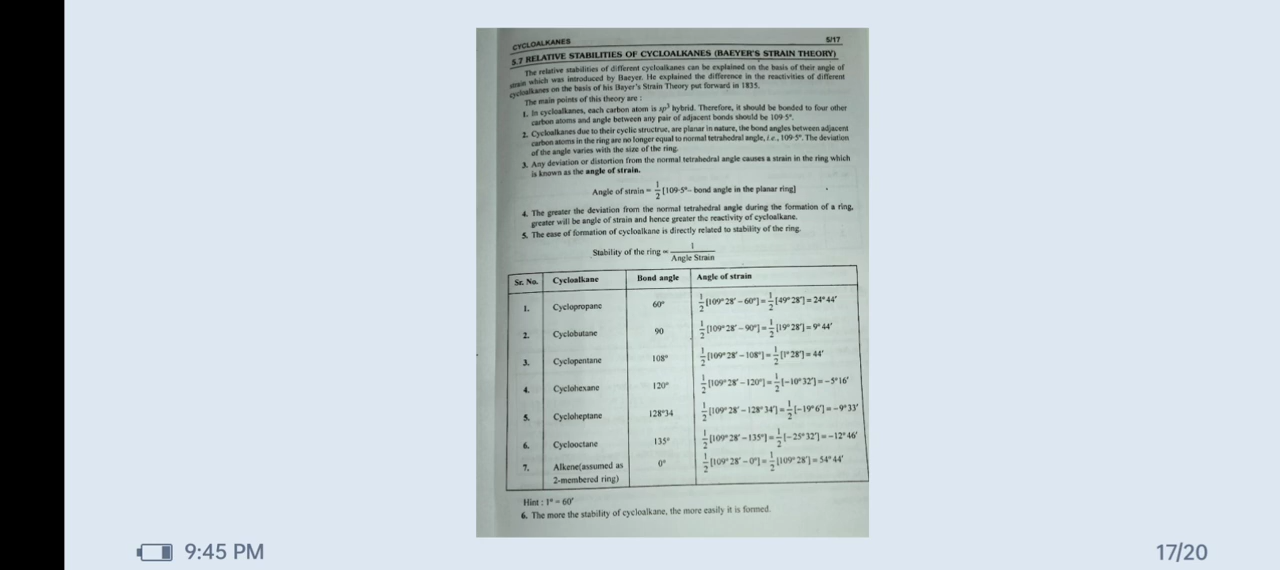 CYCLOALKANES 5/17
5.7 RELATIVE STABILITIES OF CYCLOALKANES (BAEYER'S STRAIN THEORY)
The relative stabilities of different cycloalkanes can be explained on the basis of their angle of
strain which was introduced by Baeyer. He explained the difference in the reactivities of different
cycloalkanes on the basis of his Bayer's Strain Theory put forward in 1835.
The main points of this theory are :
1. In cycloalkanes, each carbon atom is sp³ hybrid. Therefore, it should be bonded to four other
carbon atoms and angle between any pair of adjacent bonds should be 109·5°.
2. Cycloalkanes due to their cyclic structrue, are planar in nature, the bond angles between adjacent
carbon atoms in the ring are no longer equal to normal tetrahedral angle, i.e., 109·5°. The deviation
of the angle varies with the size of the ring.
3. Any deviation or distortion from the normal tetrahedral angle causes a strain in the ring which
is known as the angle of strain.
Angle of strain = 1/2 [109·5°– bond angle in the planar ring]
4. The greater the deviation from the normal tetrahedral angle during the formation of a ring,
greater will be angle of strain and hence greater the reactivity of cycloalkane.
5. The ease of formation of cycloalkane is directly related to stability of the ring.
Stability of the ring = 1/Angle Strain
Sr. No. Cycloalkane Bond angle Angle of strain
1. Cyclopropane 60° 1/2 [109° 28′ – 60°] = 1/2 [49° 28′] = 24° 44′
2. Cyclobutane 90 1/2 [109° 28′ – 90°] = 1/2 [19° 28′] = 9° 44′
3. Cyclopentane 108° 1/2 [109° 28′ – 108°] = 1/2 [1° 28′] = 44′
4. Cyclohexane 120° 1/2 [109° 28′ – 120°] = 1/2 [–10° 32′] = –5° 16′
5. Cycloheptane 128°34 1/2 [109° 28′ – 128° 34′] = 1/2 [–19° 6′] = –9° 33′
6. Cyclooctane 135° 1/2 [109° 28′ – 135°] = 1/2 [–25° 32′] = –12° 46′
7. Alkene(assumed as 0° 1/2 [109° 28′ – 0°] = 1/2 [109° 28′] = 54° 44′
2-membered ring)
Hint : 1° = 60′
6. The more the stability of cycloalkane, the more easily it is formed.
9:45 PM 17/20